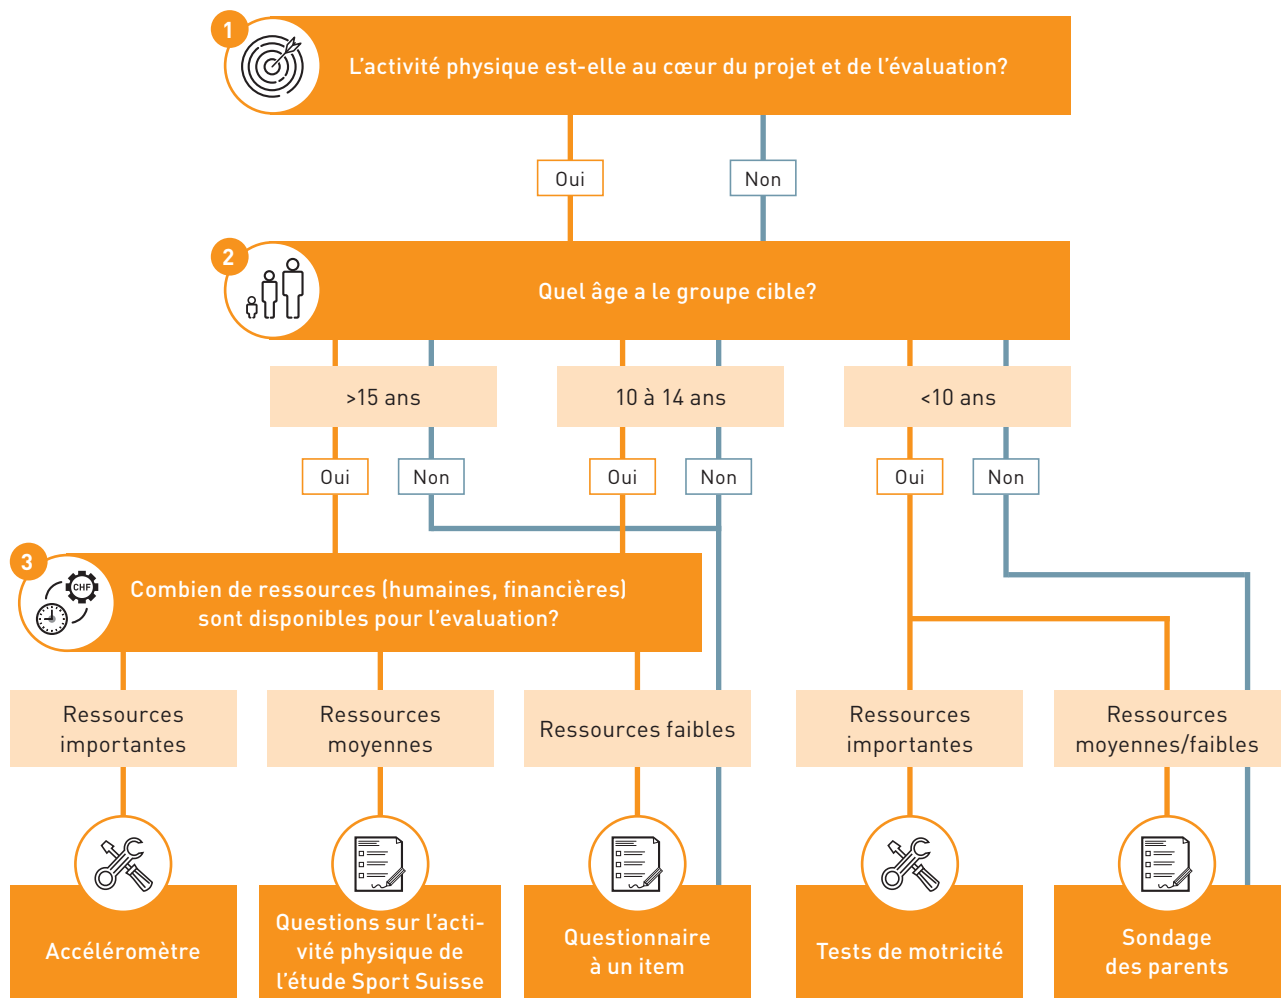 1
L'activité physique est-elle au cœur du projet et de l'évaluation?
Oui
Non
2
Quel âge a le groupe cible?
>15 ans
10 à 14 ans
<10 ans
Oui
Non
Oui
Non
Oui
Non
3
CHF
Combien de ressources (humaines, financières)
sont disponibles pour l'evaluation?
Ressources
importantes
Ressources
moyennes
Ressources faibles
Ressources
importantes
Ressources
moyennes/faibles
Accéléromètre
Questions sur l'acti-
vité physique de
l'étude Sport Suisse
Questionnaire
à un item
Tests de motricité
Sondage
des parents